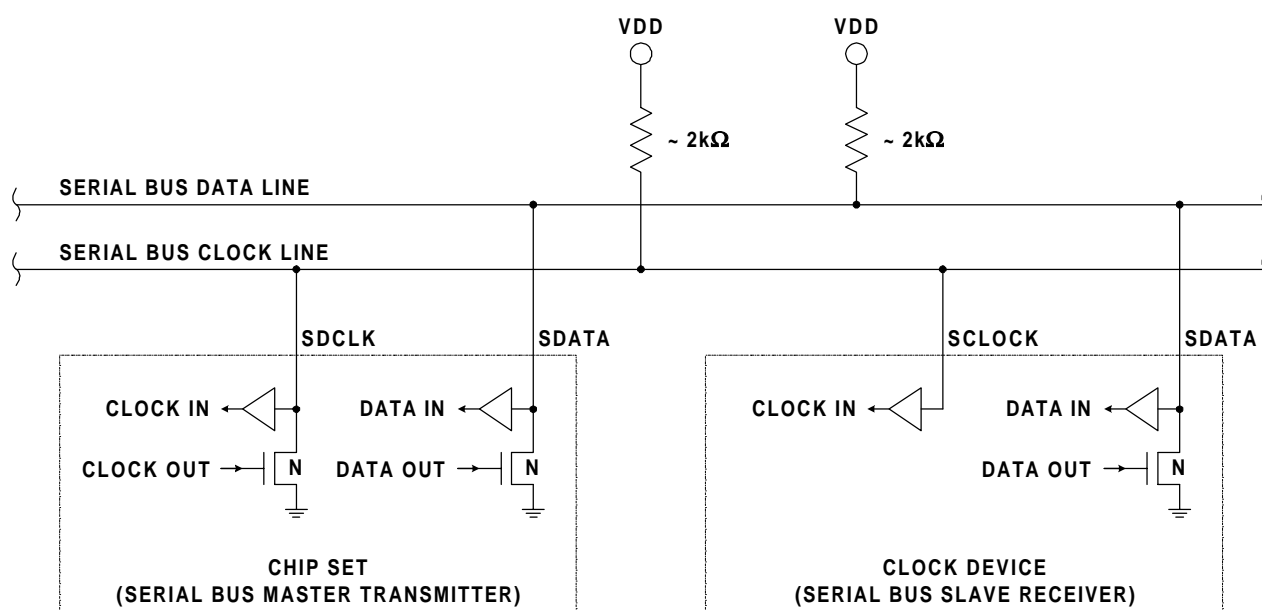 VDD
VDD
~ 2kΩ
~ 2kΩ
SERIAL BUS DATA LINE
SERIAL BUS CLOCK LINE
SDCLK
SDATA
SCLOCK
SDATA
CLOCK IN
DATA IN
CLOCK IN
DATA IN
CLOCK OUT
N
DATA OUT
N
DATA OUT
N
CHIP SET
(SERIAL BUS MASTER TRANSMITTER)
CLOCK DEVICE
(SERIAL BUS SLAVE RECEIVER)